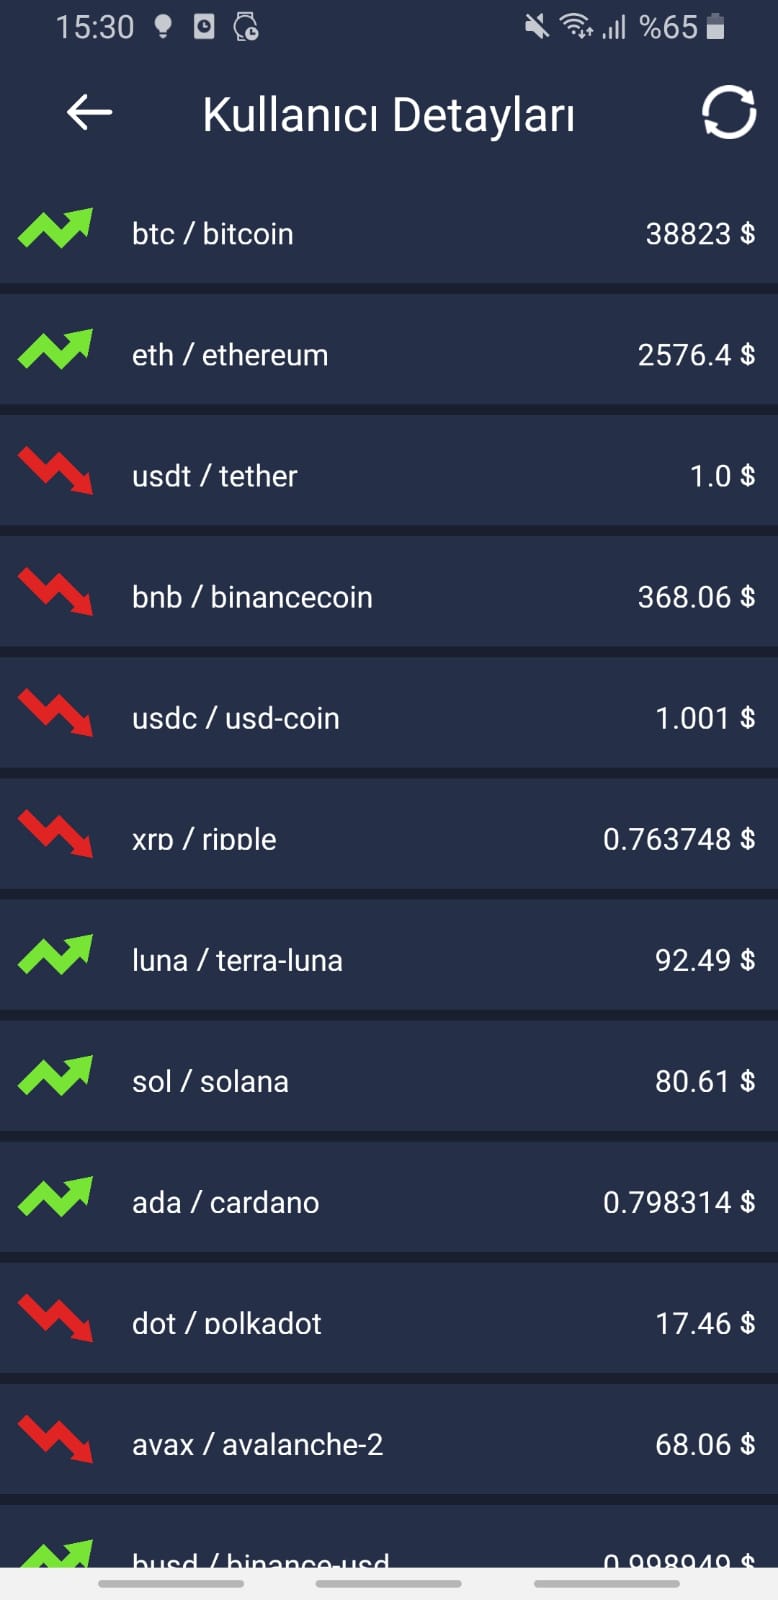 15:30 %65
Kullanıcı Detayları
btc / bitcoin 38823 $
eth / ethereum 2576.4 $
usdt / tether 1.0 $
bnb / binancecoin 368.06 $
usdc / usd-coin 1.001 $
xrp / ripple 0.763748 $
luna / terra-luna 92.49 $
sol / solana 80.61 $
ada / cardano 0.798314 $
dot / polkadot 17.46 $
avax / avalanche-2 68.06 $
busd / binance-usd 0.998949 $